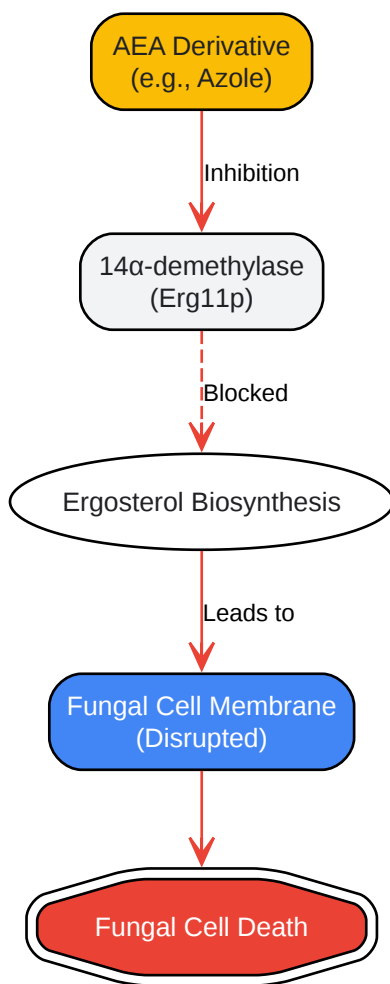 AEA Derivative
(e.g., Azole)
Inhibition
14α-demethylase
(Erg11p)
Blocked
Ergosterol Biosynthesis
Leads to
Fungal Cell Membrane
(Disrupted)
Fungal Cell Death